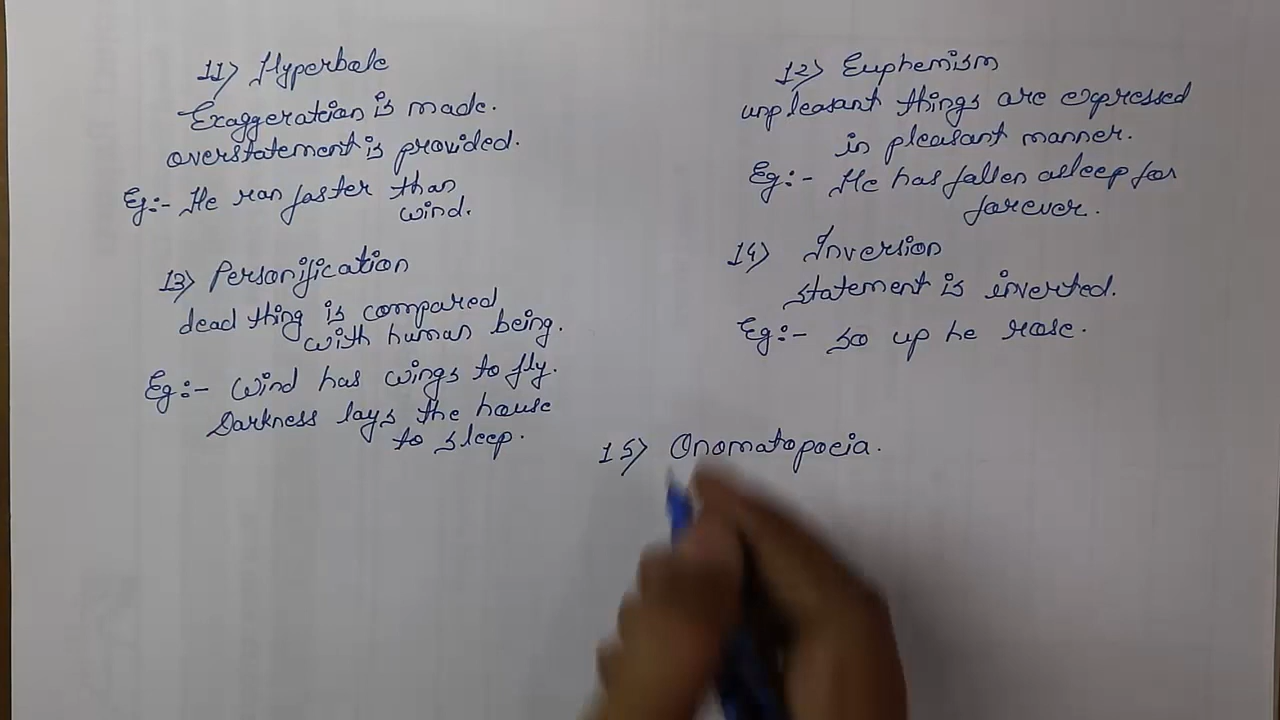 11) Hyperbole
Exaggeration is made.
overstatement is provided.
Eg:- He ran faster than
wind.
12) Euphemism
unpleasant things are expressed
in pleasant manner.
Eg:- He has fallen asleep for
forever.
13) Personification
dead thing is compared
with human being.
Eg:- Wind has wings to fly.
Darkness lays the house
to sleep.
14) Inversion
statement is inverted.
Eg:- so up he rose.
15) Onomatopoeia.